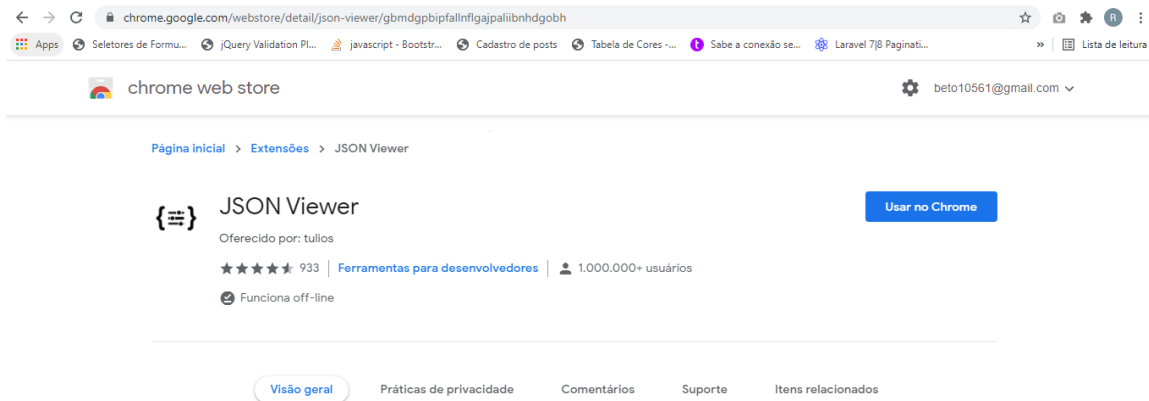 chrome.google.com/webstore/detail/json-viewer/gbmdgpbipfallnflgajpaliibnhdgobh R
Apps Seletores de Formu... jQuery Validation Pl... javascript - Bootstr... Cadastro de posts Tabela de Cores -... Sabe a conexão se... Laravel 7|8 Paginati... » Lista de leitura
chrome web store beto10561@gmail.com
Página inicial > Extensões > JSON Viewer
JSON Viewer Usar no Chrome
Oferecido por: tulios
933 Ferramentas para desenvolvedores 1.000.000+ usuários
Funciona off-line
Visão geral Práticas de privacidade Comentários Suporte Itens relacionados